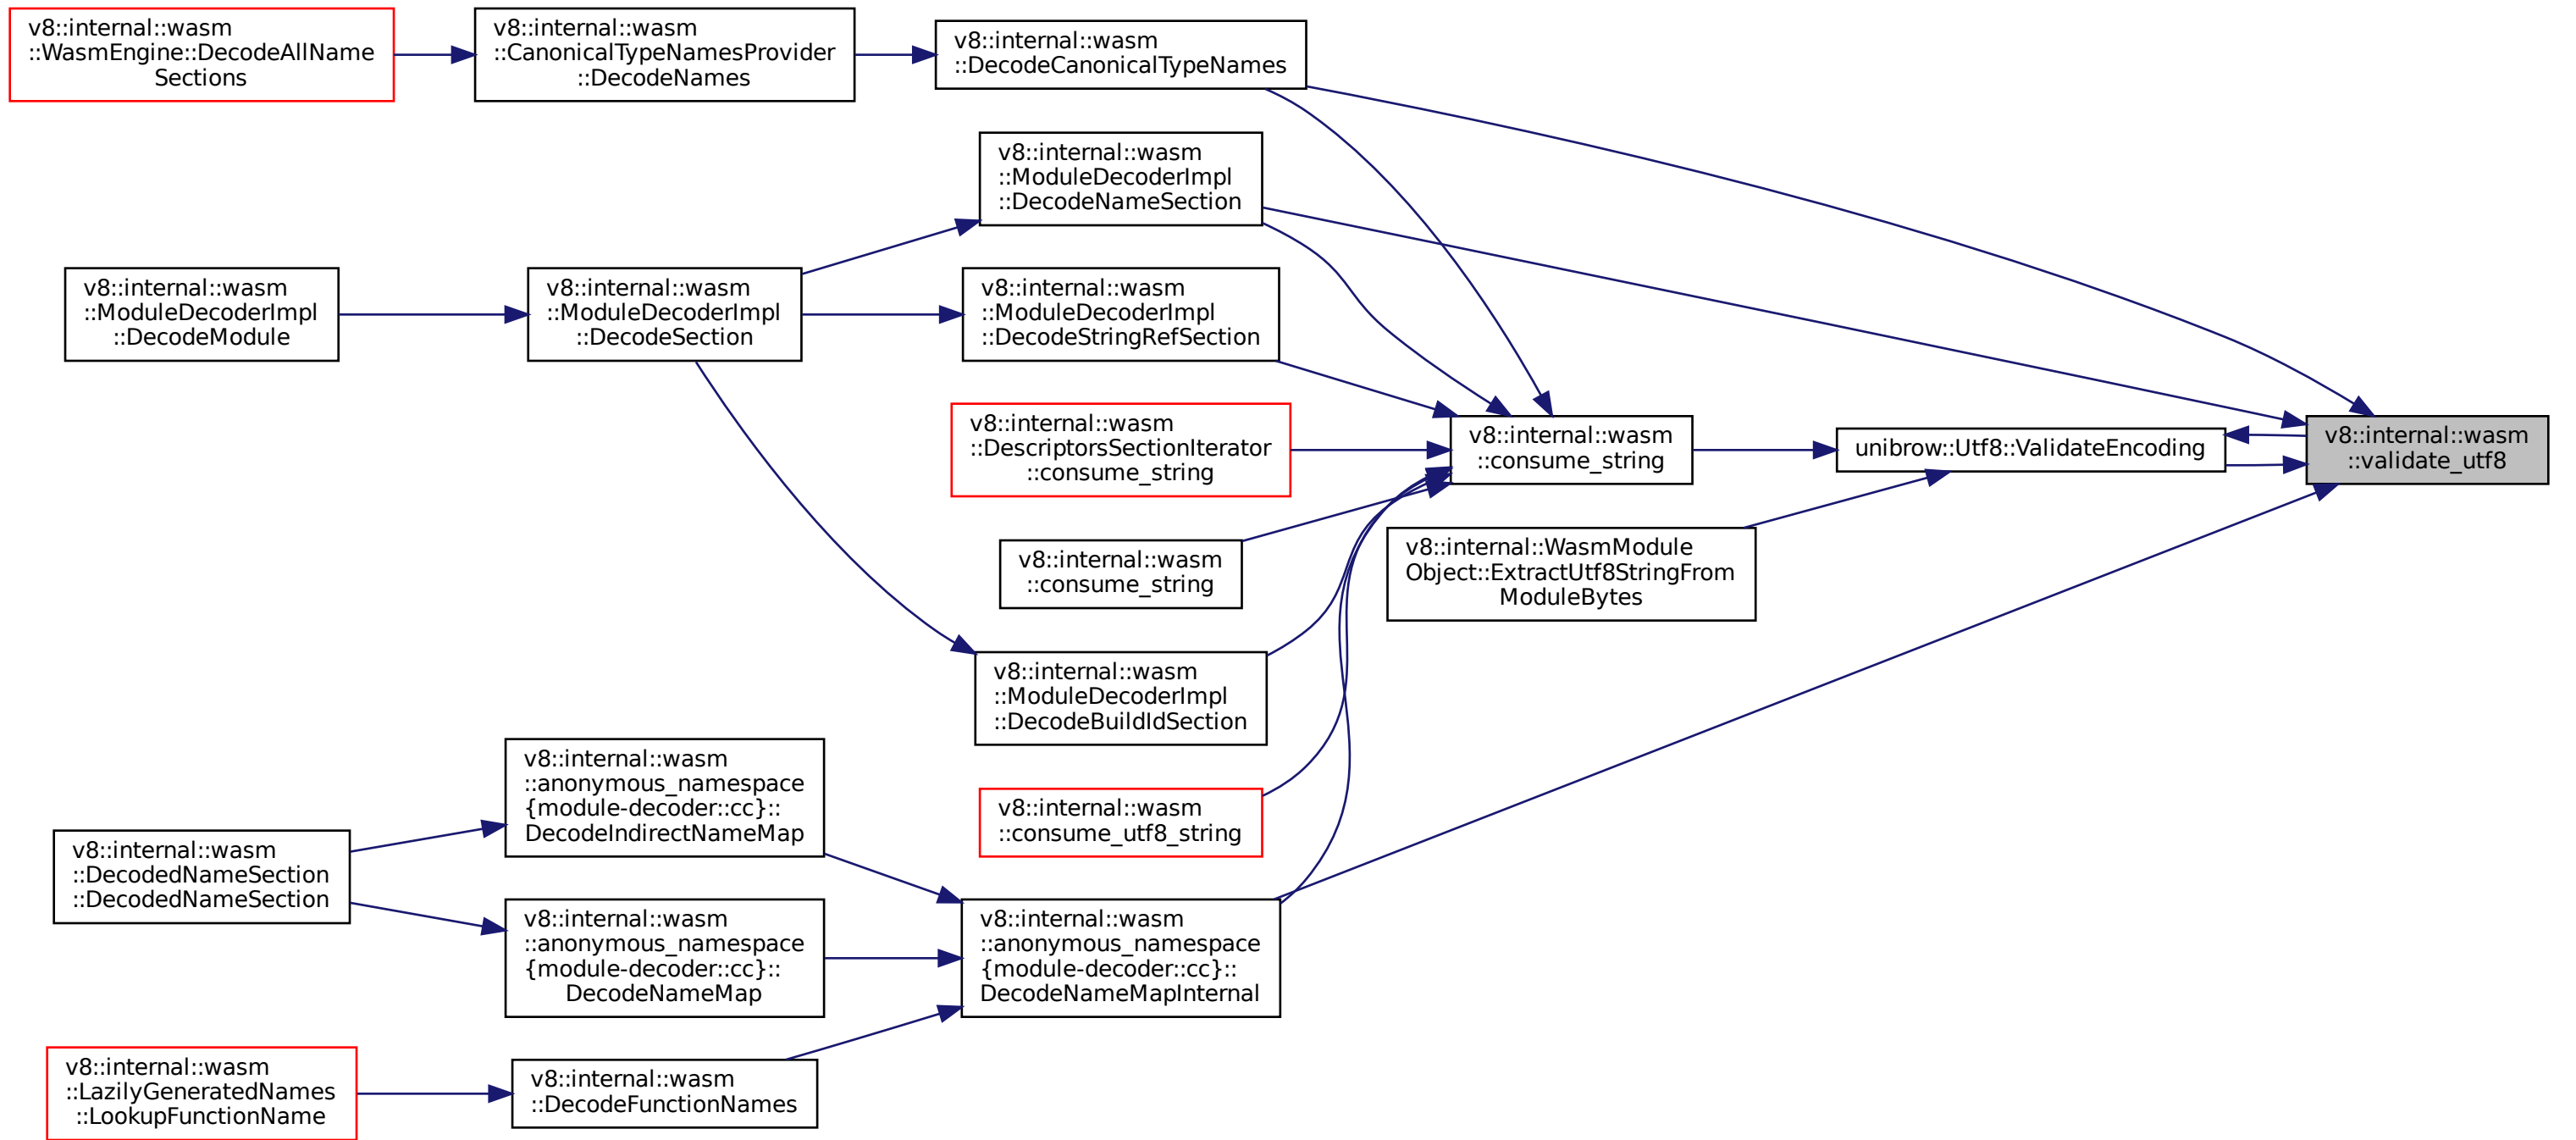 v8::internal::wasm
::WasmEngine::DecodeAllName
Sections
v8::internal::wasm
::CanonicalTypeNamesProvider
::DecodeNames
v8::internal::wasm
::DecodeCanonicalTypeNames
v8::internal::wasm
::ModuleDecoderImpl
::DecodeNameSection
v8::internal::wasm
::ModuleDecoderImpl
::DecodeModule
v8::internal::wasm
::ModuleDecoderImpl
::DecodeSection
v8::internal::wasm
::ModuleDecoderImpl
::DecodeStringRefSection
v8::internal::wasm
::DescriptorsSectionIterator
::consume_string
v8::internal::wasm
::consume_string
unibrow::Utf8::ValidateEncoding
v8::internal::wasm
::validate_utf8
v8::internal::wasm
::consume_string
v8::internal::WasmModule
Object::ExtractUtf8StringFrom
ModuleBytes
v8::internal::wasm
::ModuleDecoderImpl
::DecodeBuildIdSection
v8::internal::wasm
::anonymous_namespace
{module-decoder::cc}::
DecodeIndirectNameMap
v8::internal::wasm
::consume_utf8_string
v8::internal::wasm
::DecodedNameSection
::DecodedNameSection
v8::internal::wasm
::anonymous_namespace
{module-decoder::cc}::
DecodeNameMap
v8::internal::wasm
::anonymous_namespace
{module-decoder::cc}::
DecodeNameMapInternal
v8::internal::wasm
::LazilyGeneratedNames
::LookupFunctionName
v8::internal::wasm
::DecodeFunctionNames